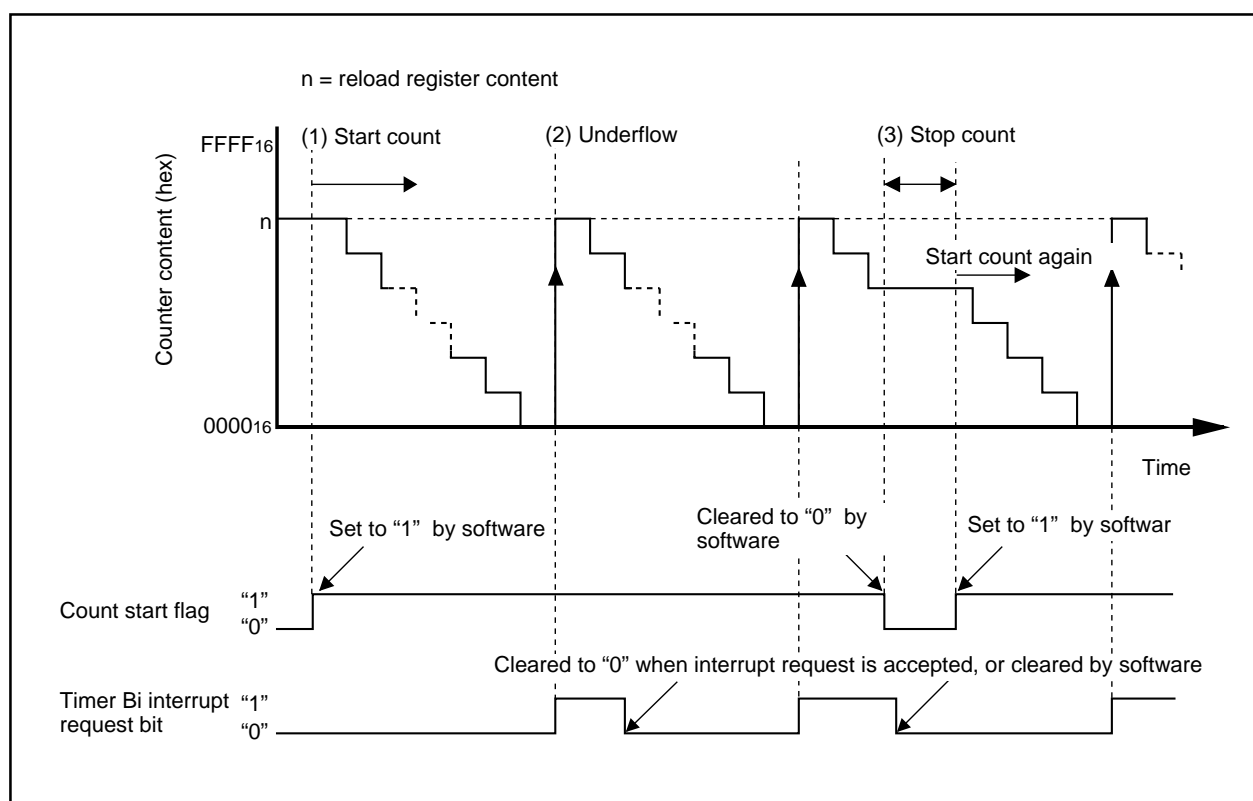 n = reload register content
(1) Start count
(2) Underflow
(3) Stop count
FFFF16
Counter content (hex)
n
Start count again
000016
Time
Set to “1” by software
Cleared to “0” by
software
Set to “1” by softwar
Count start flag
“1”
“0”
Cleared to “0” when interrupt request is accepted, or cleared by software
Timer Bi interrupt
request bit
“1”
“0”